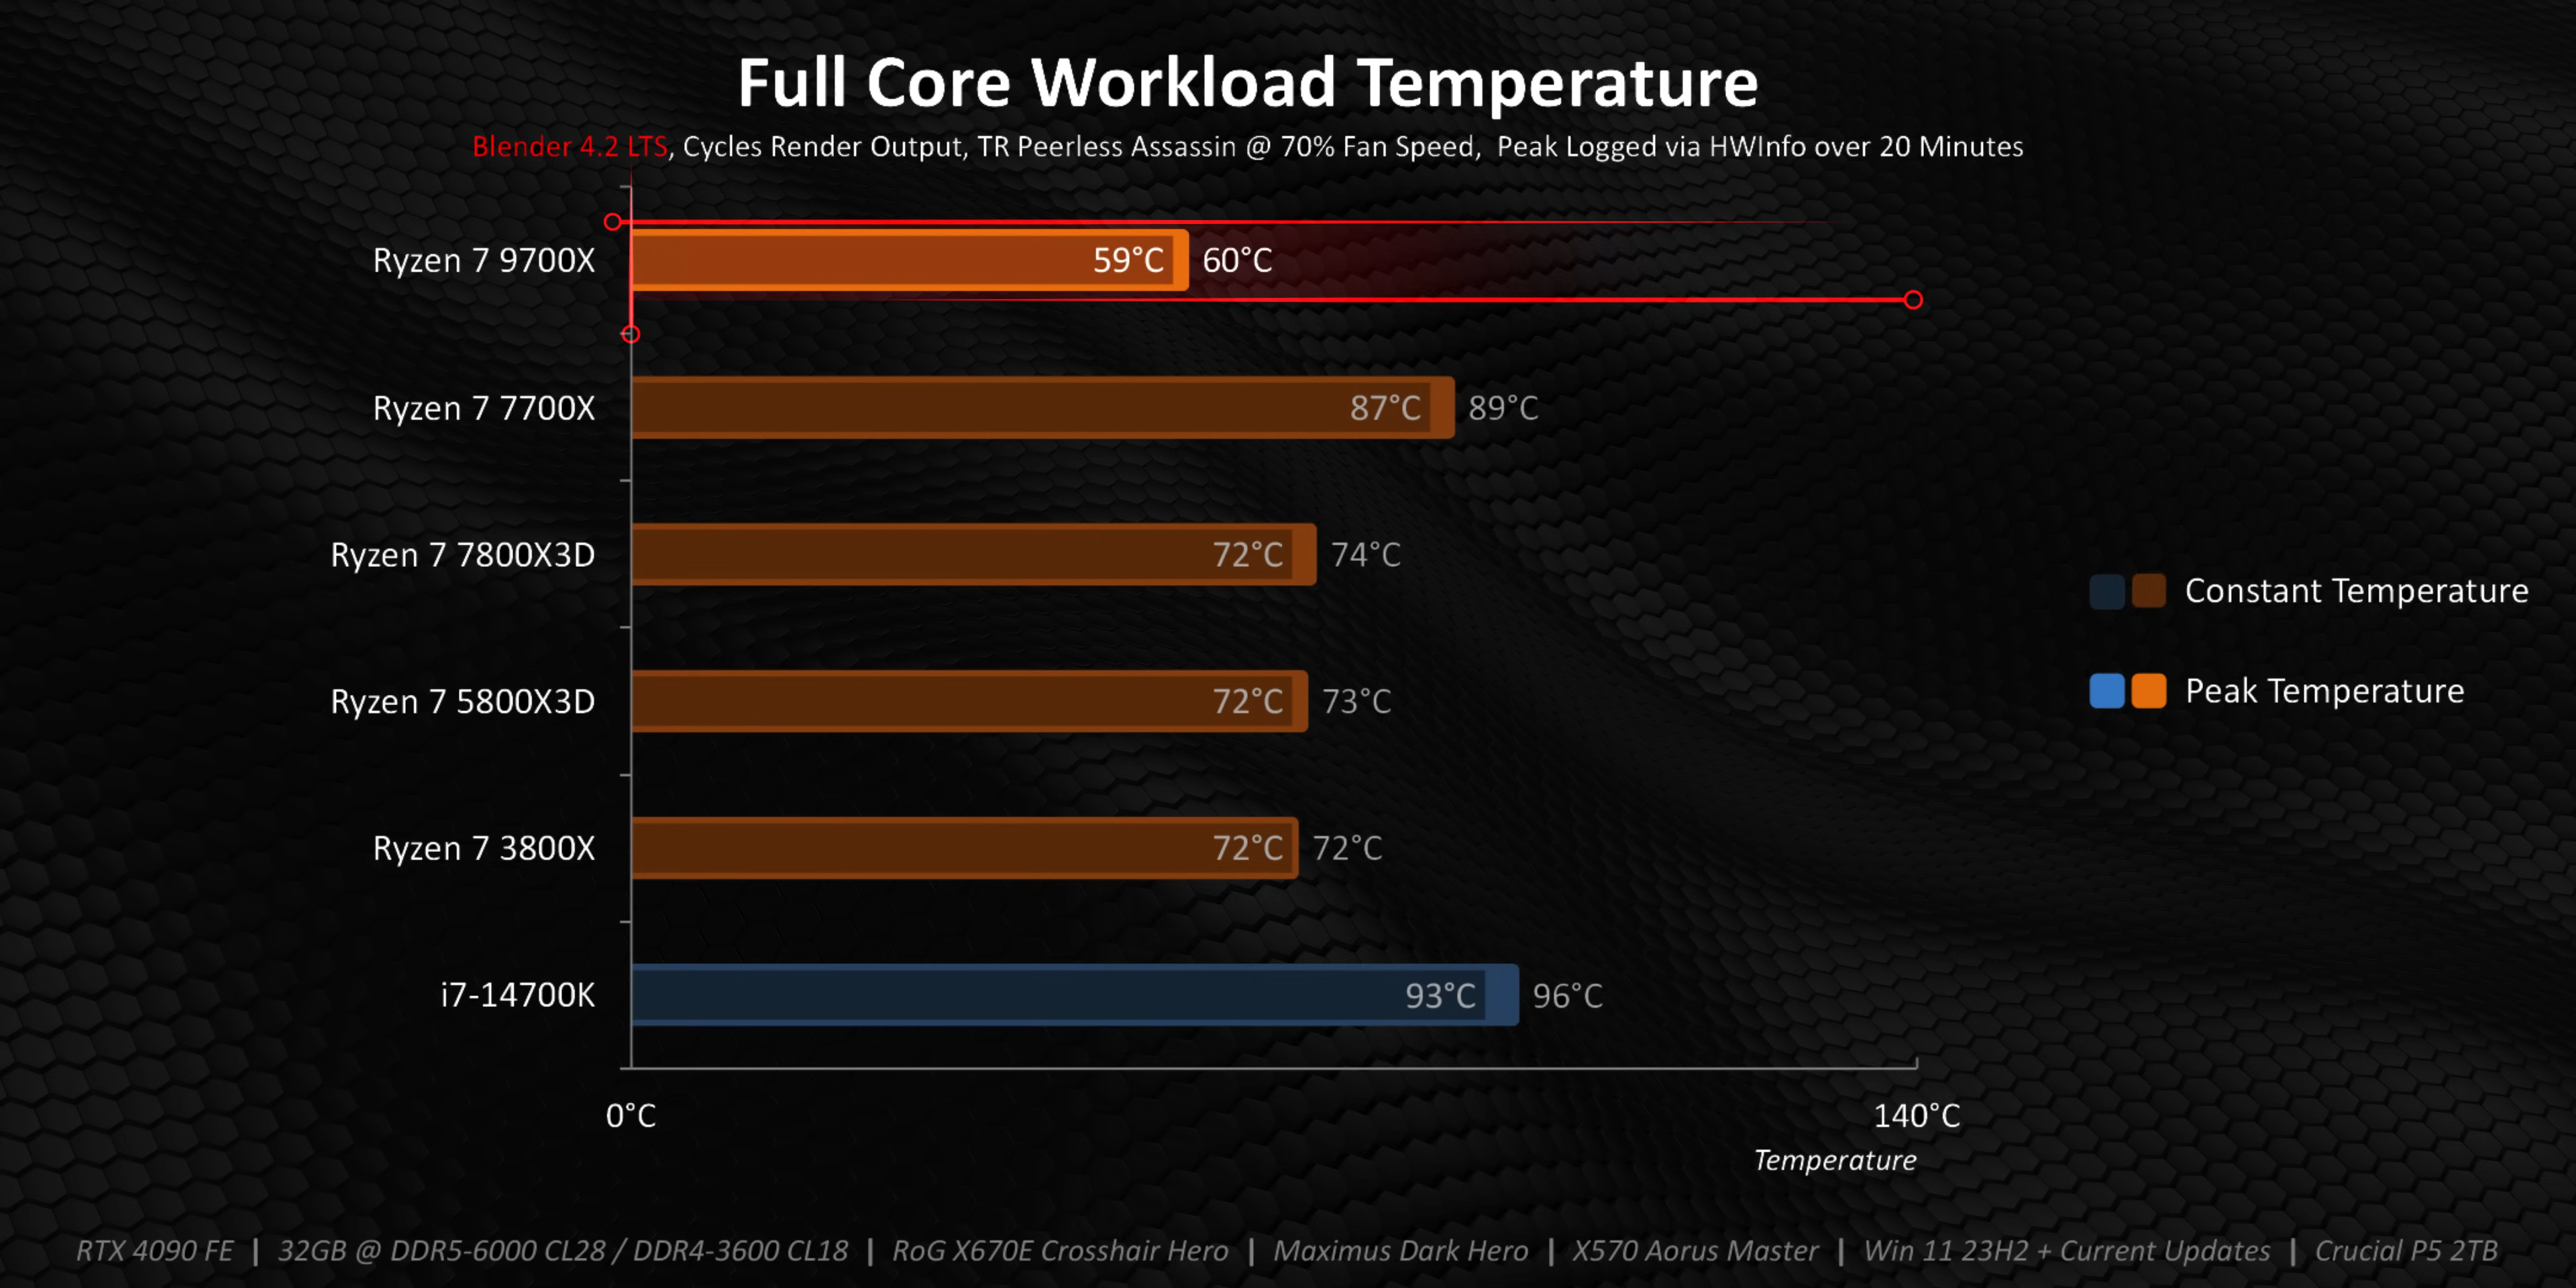 Full Core Workload Temperature
Blender 4.2 LTS, Cycles Render Output, TR Peerless Assassin @ 70% Fan Speed,  Peak Logged via HWInfo over 20 Minutes
Ryzen 7 9700X 59°C 60°C
Ryzen 7 7700X 87°C 89°C
Ryzen 7 7800X3D 72°C 74°C
Ryzen 7 5800X3D 72°C 73°C
Ryzen 7 3800X 72°C 72°C
i7-14700K 93°C 96°C
Constant Temperature
Peak Temperature
0°C 140°C
Temperature
RTX 4090 FE | 32GB @ DDR5-6000 CL28 / DDR4-3600 CL18 | RoG X670E Crosshair Hero | Maximus Dark Hero | X570 Aorus Master | Win 11 23H2 + Current Updates | Crucial P5 2TB